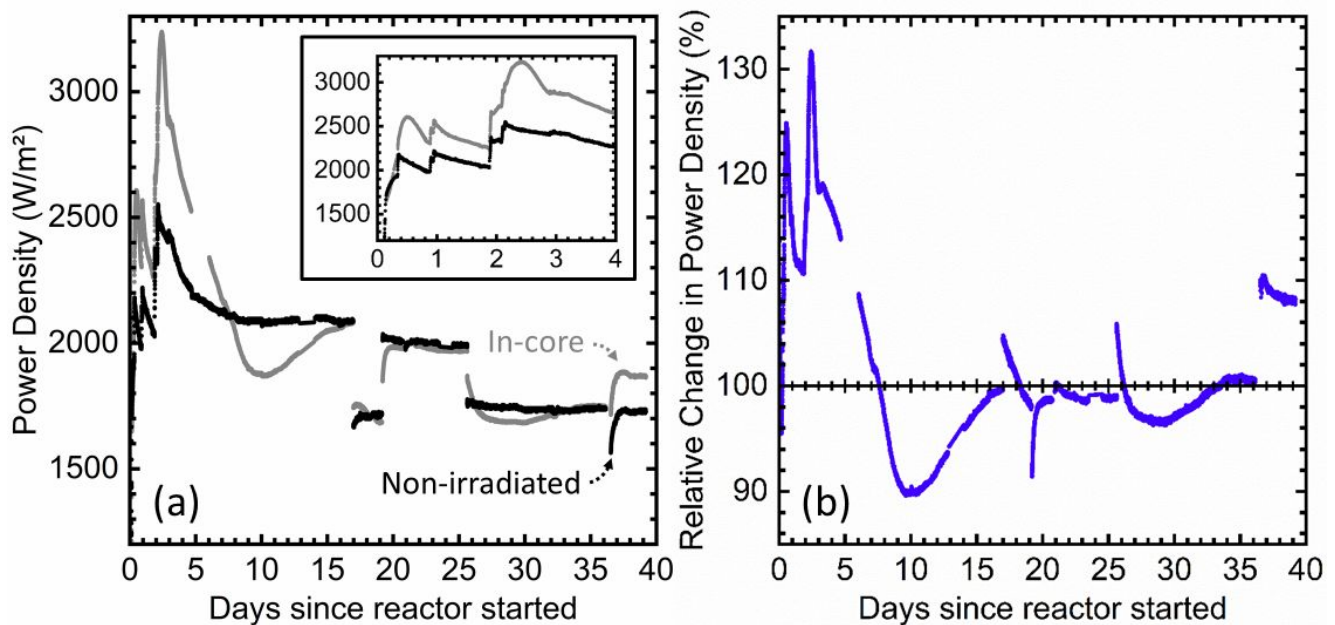 Power Density (W/m²)
3000
2500
2000
1500
3000
2500
2000
1500
0 1 2 3 4
In-core
Non-irradiated
(a)
0 5 10 15 20 25 30 35 40
Days since reactor started
Relative Change in Power Density (%)
130
120
110
100
90
(b)
0 5 10 15 20 25 30 35 40
Days since reactor started